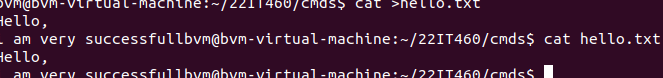 bvm@bvm-virtual-machine:~/22IT460/cmds$ cat >hello.txt
Hello,
I am very successfullbvm@bvm-virtual-machine:~/22IT460/cmds$ cat hello.txt
Hello,
I am very successfullbvm@bvm-virtual-machine:~/22IT460/cmds$